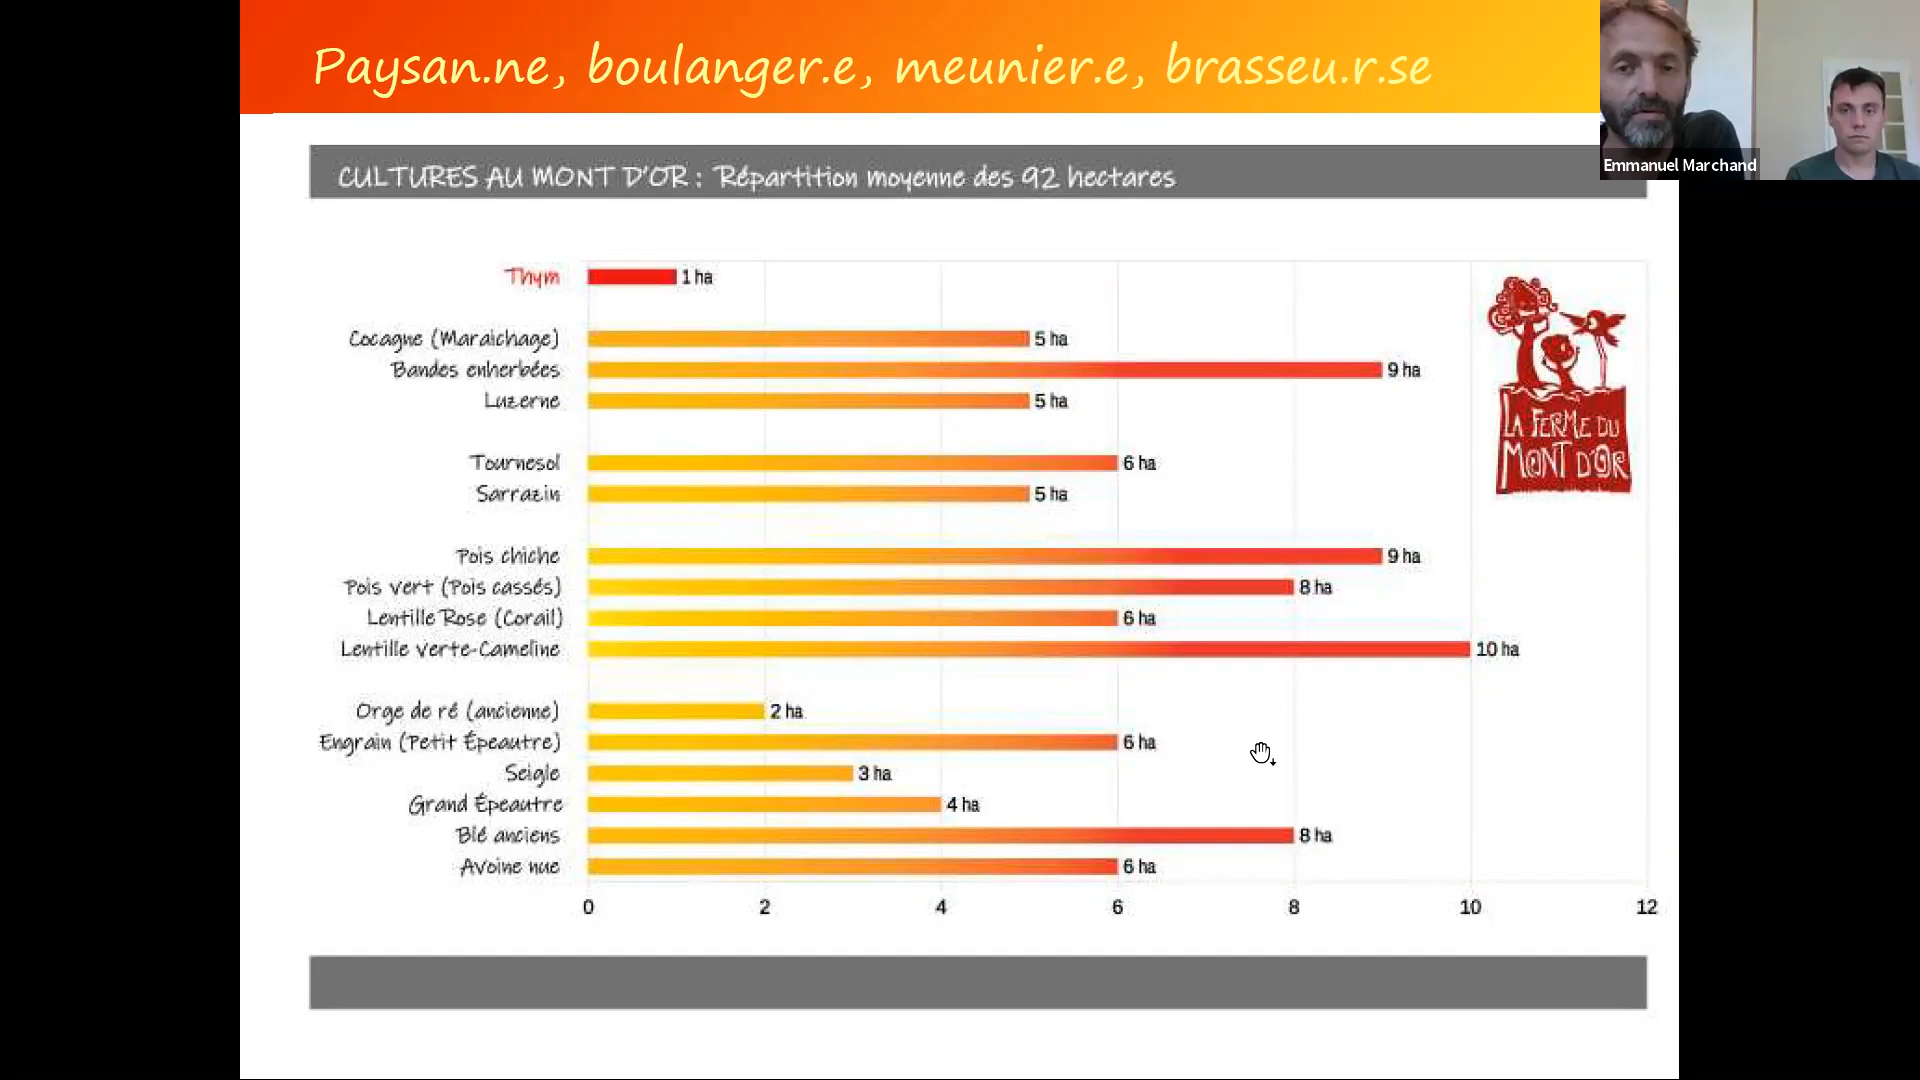 Paysan.ne, boulanger.e, meunier.e, brasseu.r.se
Emmanuel Marchand
CULTURES AU MONT D'OR : Répartition moyenne des 92 hectares
Thym 1 ha
Cocagne (Maraichage) 5 ha
Bandes enherbées 9 ha
Luzerne 5 ha
Tournesol 6 ha
Sarrazin 5 ha
LA FERME DU
MONT D'OR
Pois chiche 9 ha
Pois vert (Pois cassés) 8 ha
Lentille Rose (Corail) 6 ha
Lentille verte-Cameline 10 ha
Orge de ré (ancienne) 2 ha
Engrain (Petit Épeautre) 6 ha
Seigle 3 ha
Grand Épeautre 4 ha
Blé anciens 8 ha
Avoine nue 6 ha
0 2 4 6 8 10 12